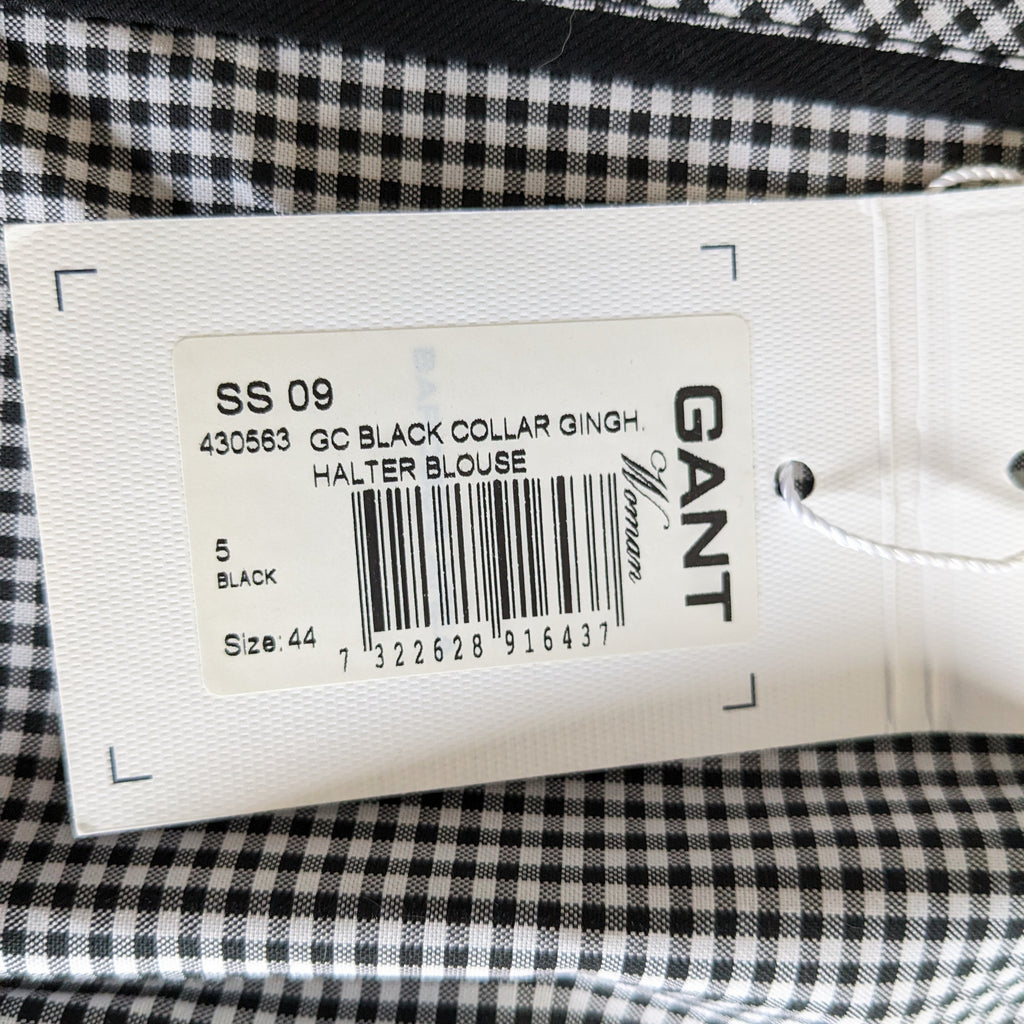 SS 09
430563 GC BLACK COLLAR GINGH.
HALTER BLOUSE
5
BLACK
Size: 44
7 322628 916437
GANT
Woman